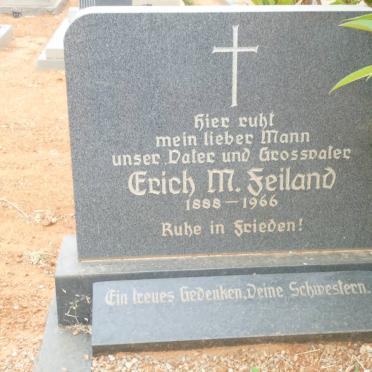 Hier ruht
mein lieber Mann
unser Vater und Grossvater
Erich M. Feiland
1888 – 1966
Ruhe in Frieden!
Ein treues Gedenken, Deine Schwestern.